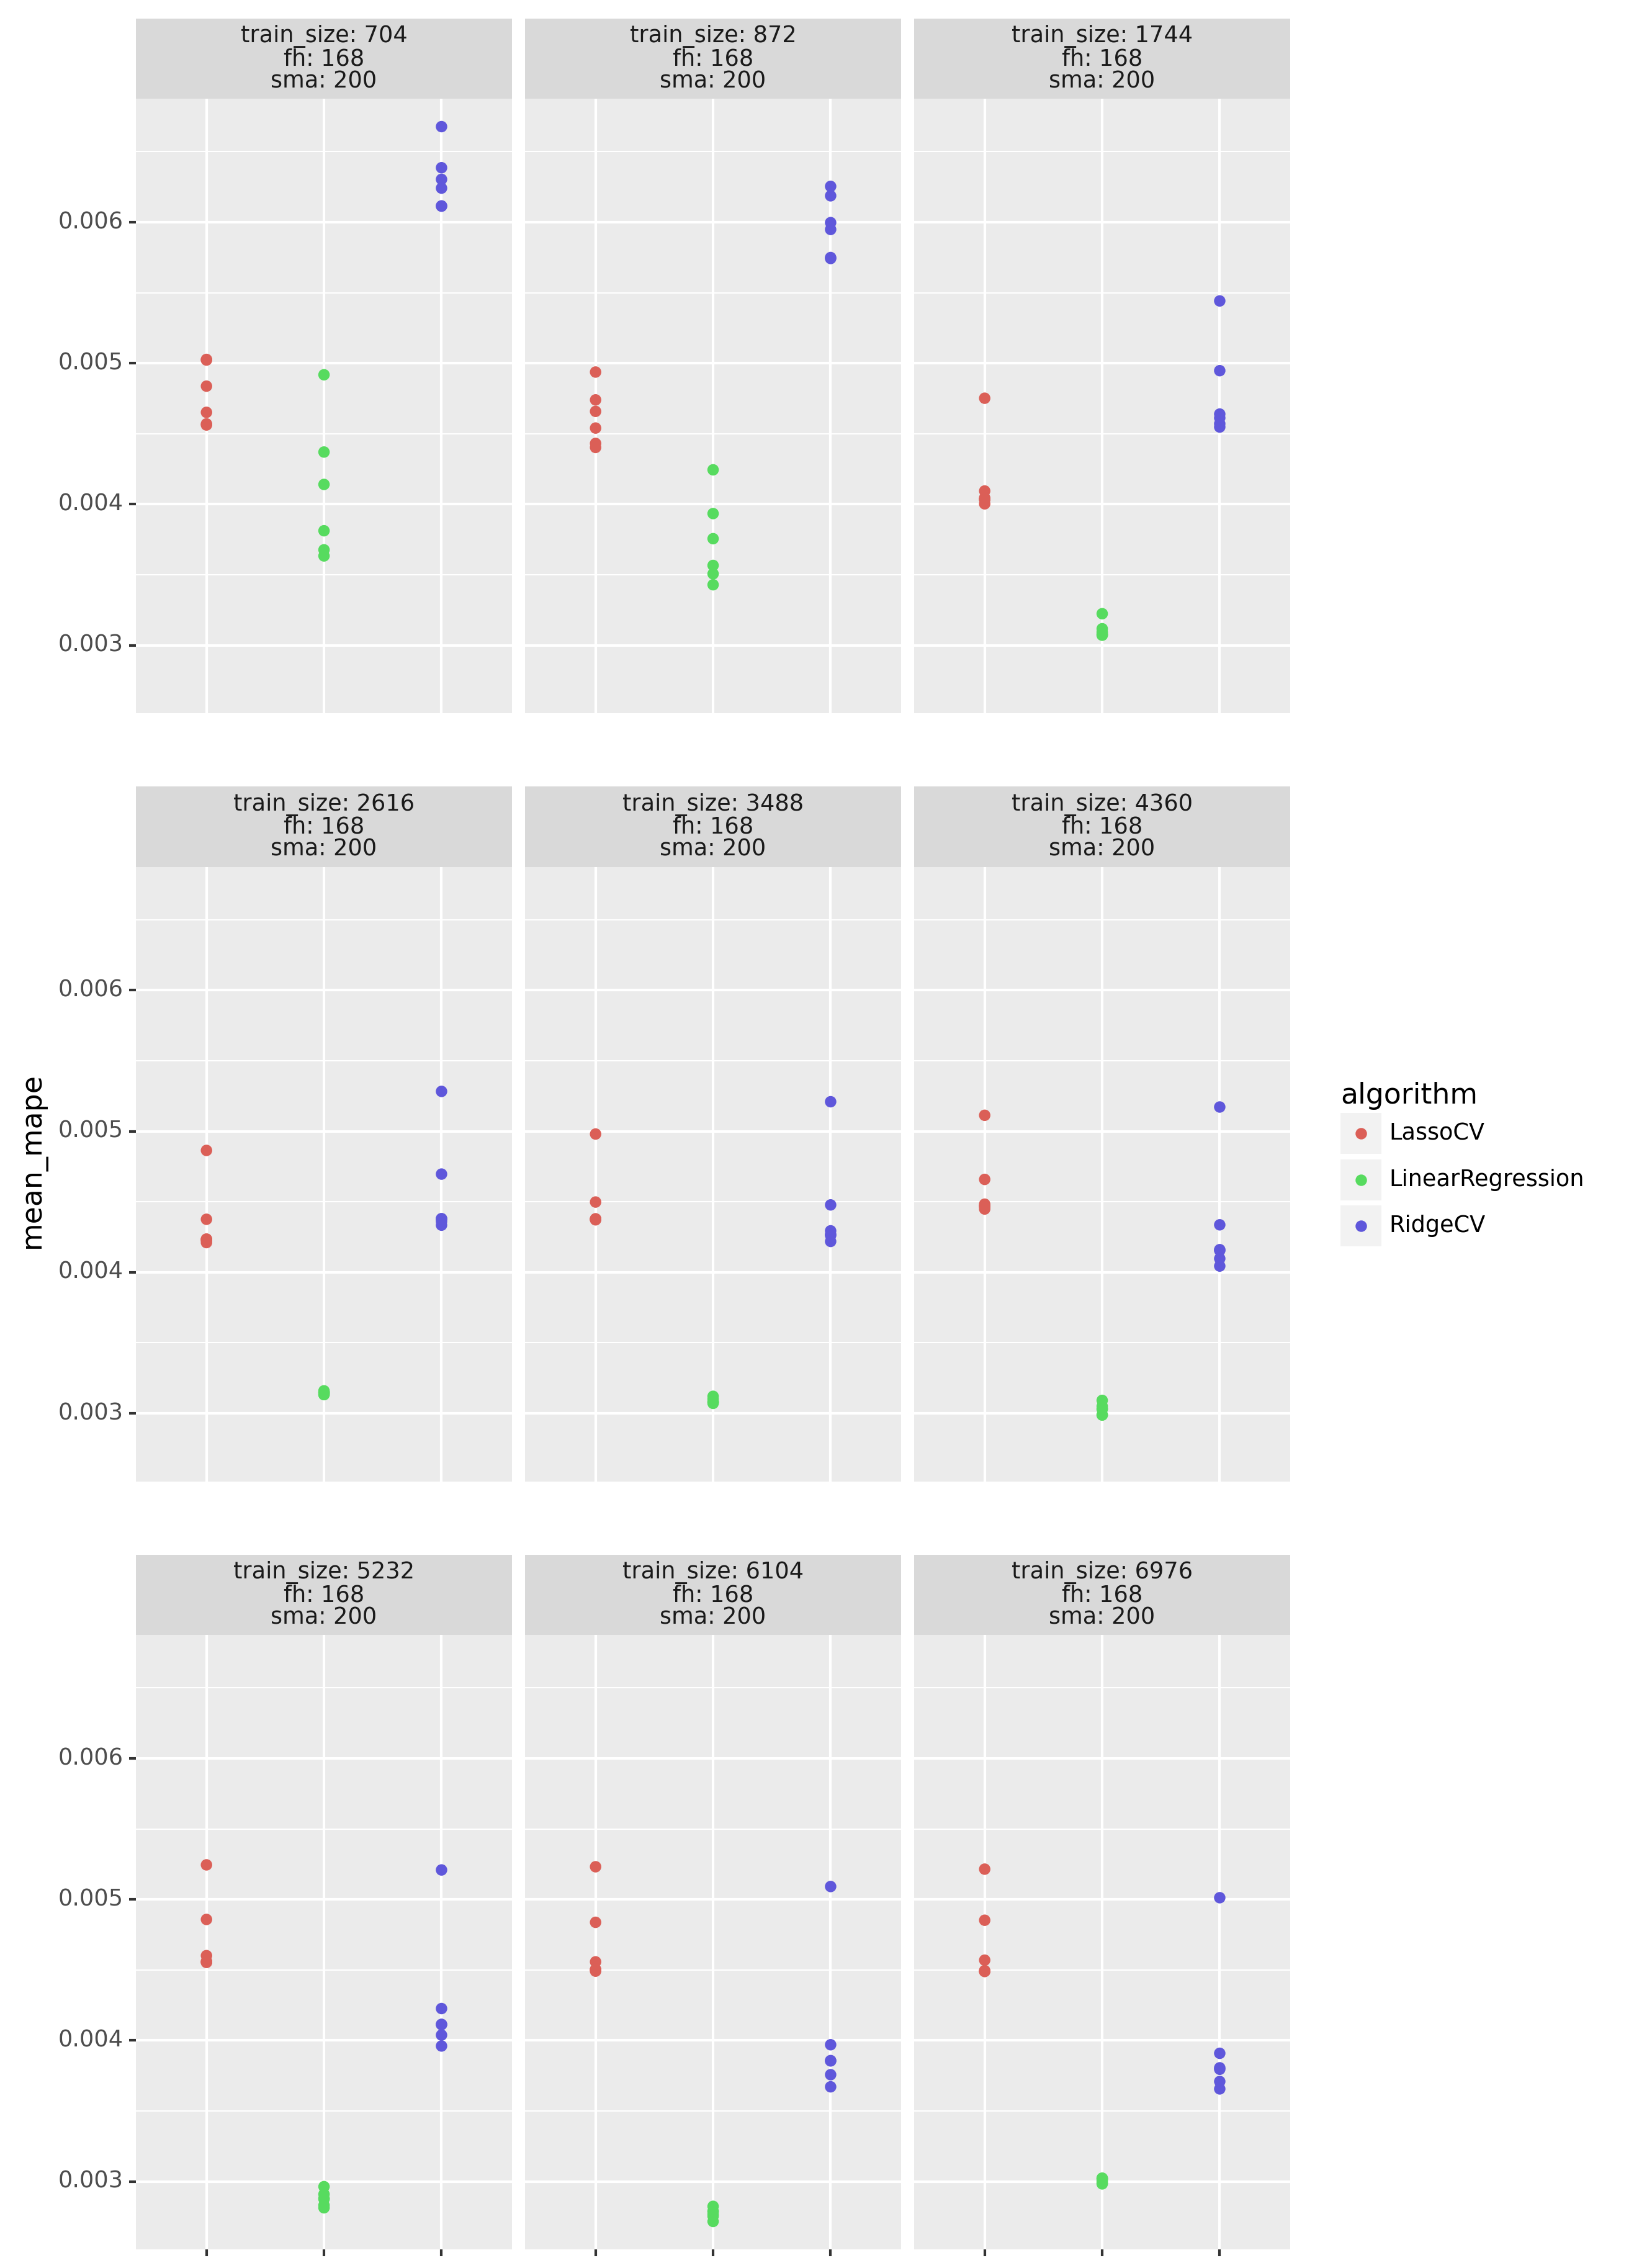 train_size: 704
fh: 168
sma: 200
train_size: 872
fh: 168
sma: 200
train_size: 1744
fh: 168
sma: 200
0.006
0.005
0.004
0.003
train_size: 2616
fh: 168
sma: 200
train_size: 3488
fh: 168
sma: 200
train_size: 4360
fh: 168
sma: 200
0.006
0.005
0.004
0.003
mean_mape
algorithm
LassoCV
LinearRegression
RidgeCV
train_size: 5232
fh: 168
sma: 200
train_size: 6104
fh: 168
sma: 200
train_size: 6976
fh: 168
sma: 200
0.006
0.005
0.004
0.003